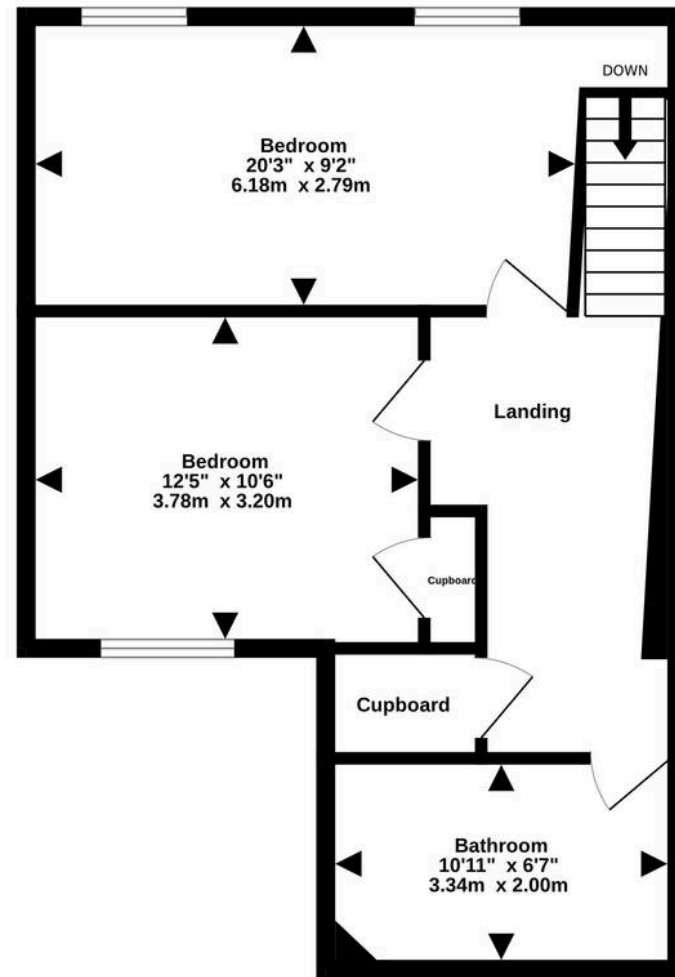 DOWN
Bedroom
20'3" x 9'2"
6.18m x 2.79m
Landing
Bedroom
12'5" x 10'6"
3.78m x 3.20m
Cupboard
Cupboard
Bathroom
10'11" x 6'7"
3.34m x 2.00m